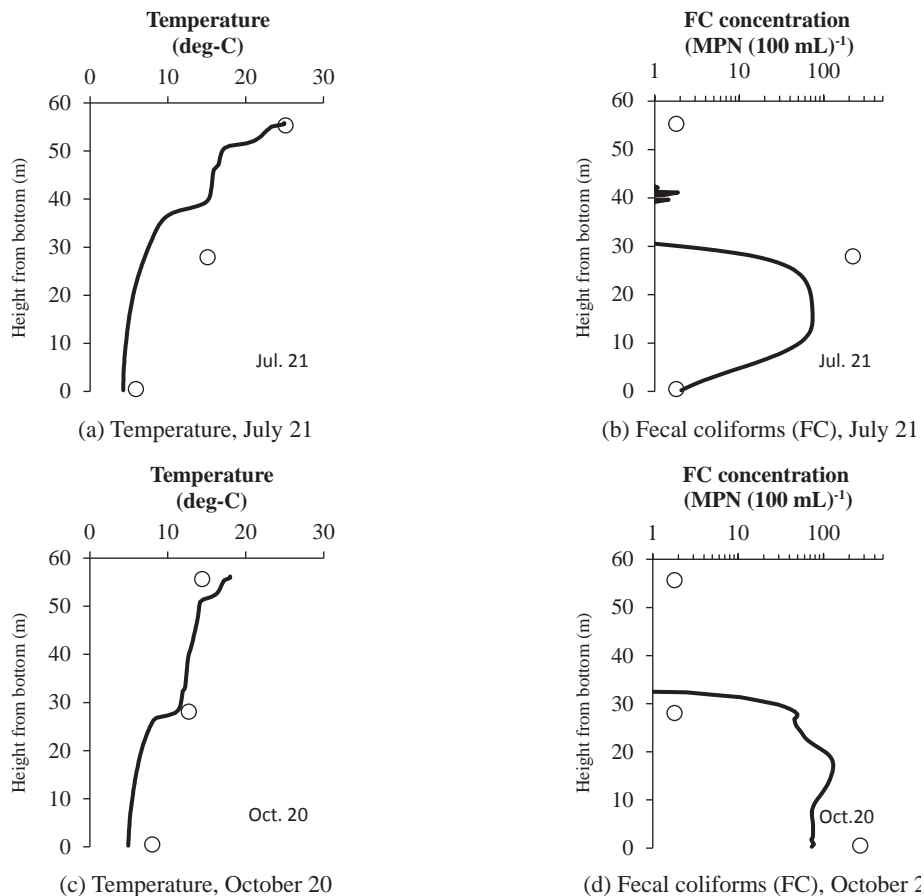 Temperature
(deg-C)
0 10 20 30
60
50
40
30
20
10
0
Height from bottom (m)
Jul. 21
(a) Temperature, July 21
FC concentration
(MPN (100 mL)-1
1 10 100
60
50
40
30
20
10
0
Height from bottom (m)
Jul. 21
(b) Fecal coliforms (FC), July 21
Temperature
(deg-C)
0 10 20 30
60
50
40
30
20
10
0
Height from bottom (m)
Oct. 20
(c) Temperature, October 20
FC concentration
(MPN (100 mL)-1
1 10 100
60
50
40
30
20
10
0
Height from bottom (m)
Oct.20
(d) Fecal coliforms (FC), October 2